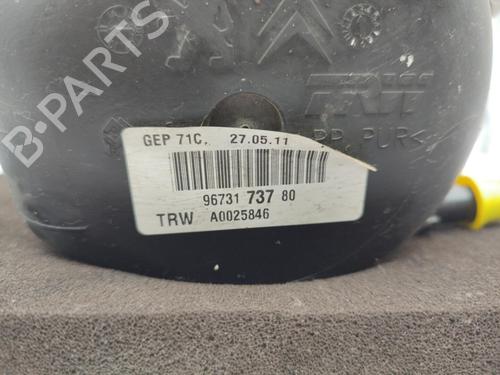 B-PARTS
TRW
PP, PUR<
GEP 71C, 27.05.11
96731 737 80
TRW A0025846